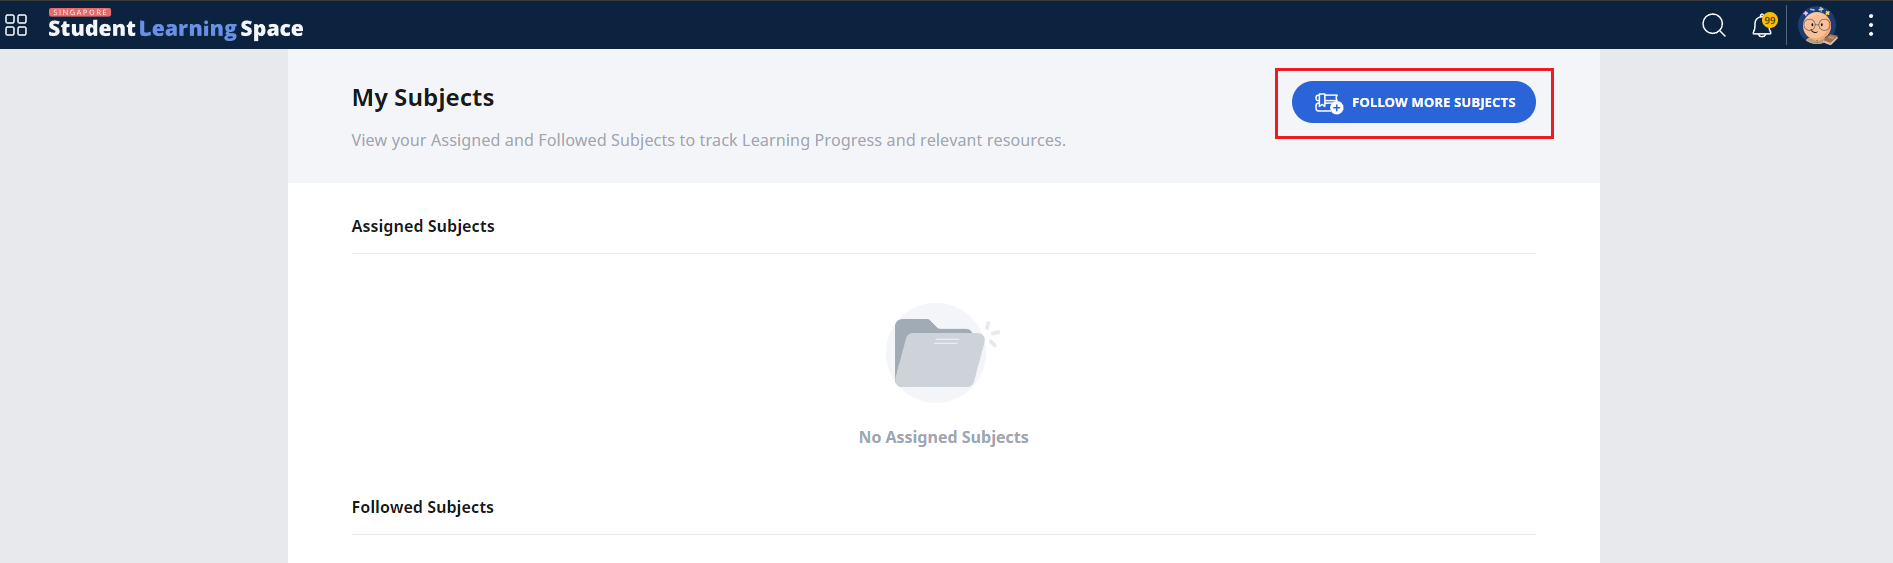 SINGAPORE
Student Learning Space
99
My Subjects
FOLLOW MORE SUBJECTS
View your Assigned and Followed Subjects to track Learning Progress and relevant resources.
Assigned Subjects
No Assigned Subjects
Followed Subjects